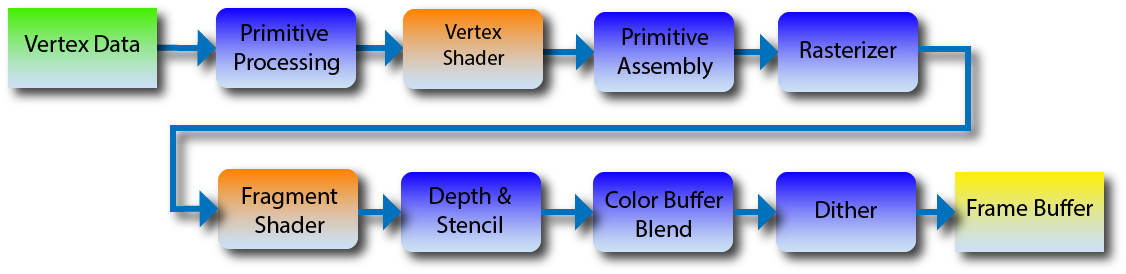 Vertex Data
Primitive
Processing
Vertex
Shader
Primitive
Assembly
Rasterizer
Fragment
Shader
Depth &
Stencil
Color Buffer
Blend
Dither
Frame Buffer